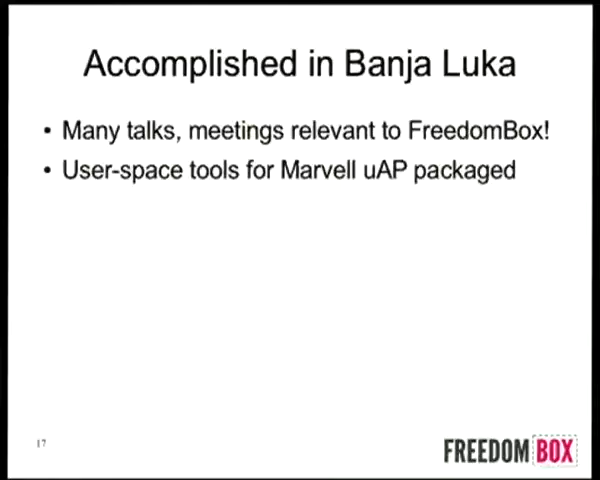 Accomplished in Banja Luka
• Many talks, meetings relevant to FreedomBox!
• User-space tools for Marvell uAP packaged
17
FREEDOM BOX